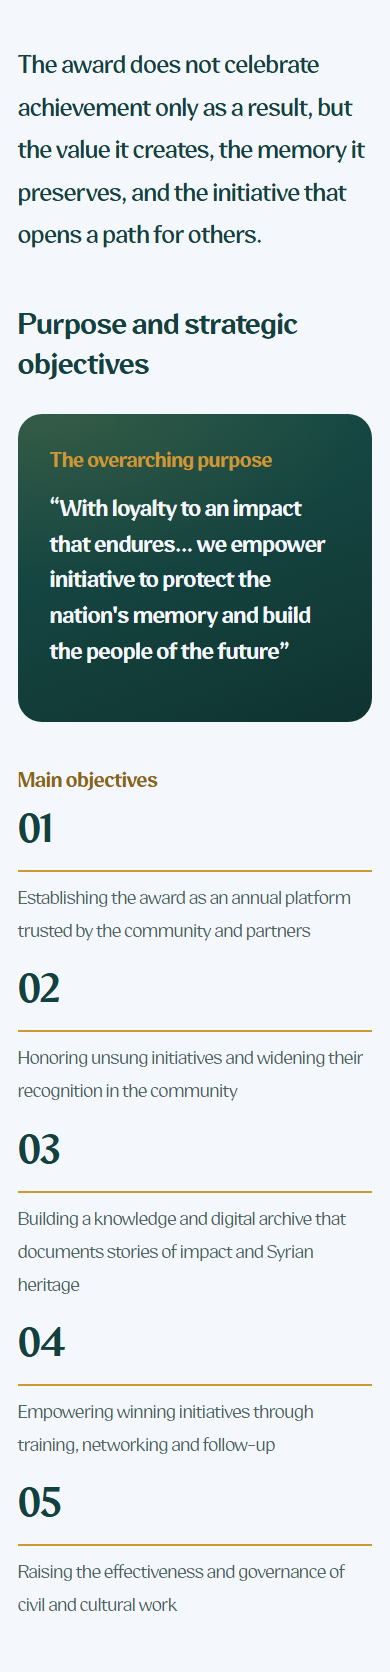 The award does not celebrate
achievement only as a result, but
the value it creates, the memory it
preserves, and the initiative that
opens a path for others.
Purpose and strategic
objectives
The overarching purpose
“With loyalty to an impact
that endures... we empower
initiative to protect the
nation's memory and build
the people of the future”
Main objectives
01
Establishing the award as an annual platform
trusted by the community and partners
02
Honoring unsung initiatives and widening their
recognition in the community
03
Building a knowledge and digital archive that
documents stories of impact and Syrian
heritage
04
Empowering winning initiatives through
training, networking and follow-up
05
Raising the effectiveness and governance of
civil and cultural work